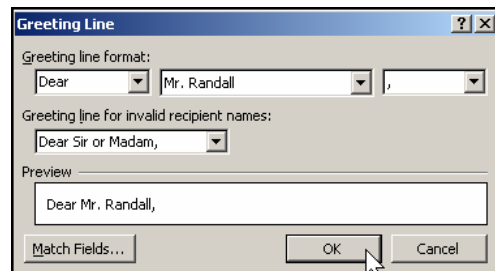 Greeting Line ? X
Greeting line format:
Dear Mr. Randall ,
Greeting line for invalid recipient names:
Dear Sir or Madam,
Preview
Dear Mr. Randall,
Match Fields... OK Cancel